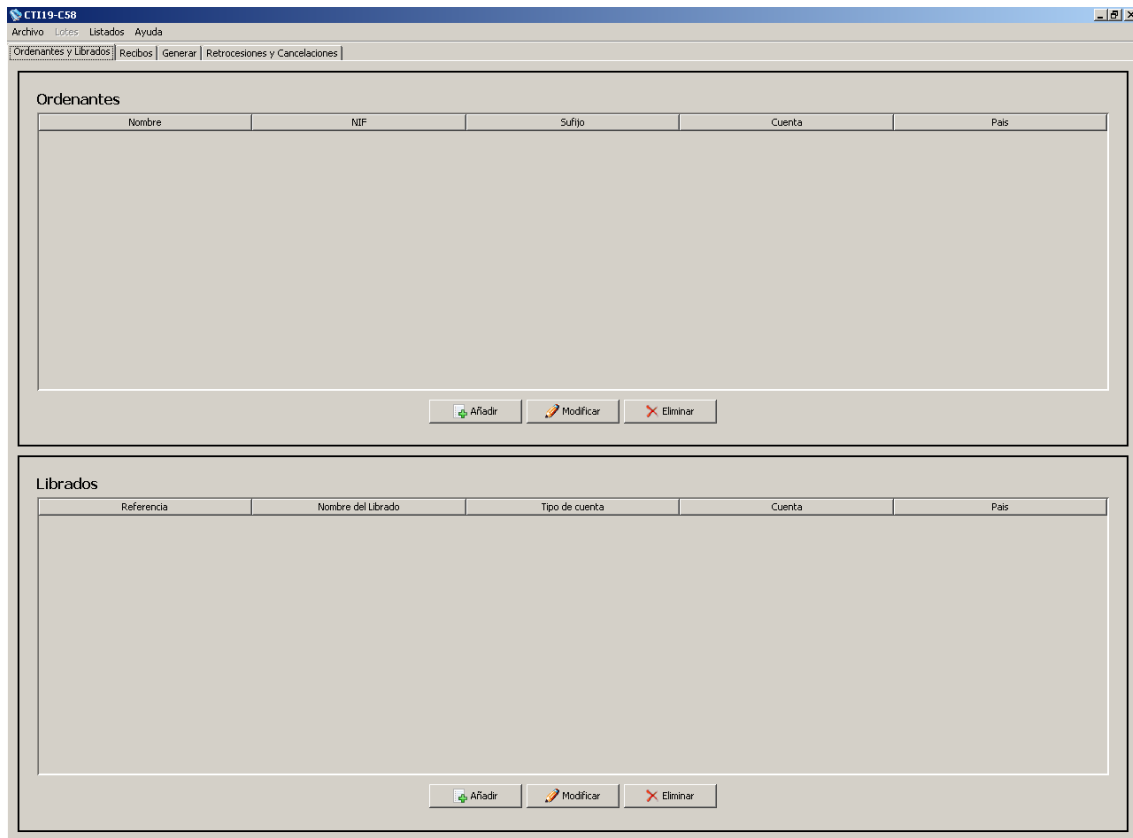 CTI19-C58
Archivo Lotes Listados Ayuda
Ordenantes y Librados Recibos Generar Retrocesiones y Cancelaciones
Ordenantes
Nombre NIF Sufijo Cuenta Pais
Añadir Modificar Eliminar
Librados
Referencia Nombre del Librado Tipo de cuenta Cuenta Pais
Añadir Modificar Eliminar